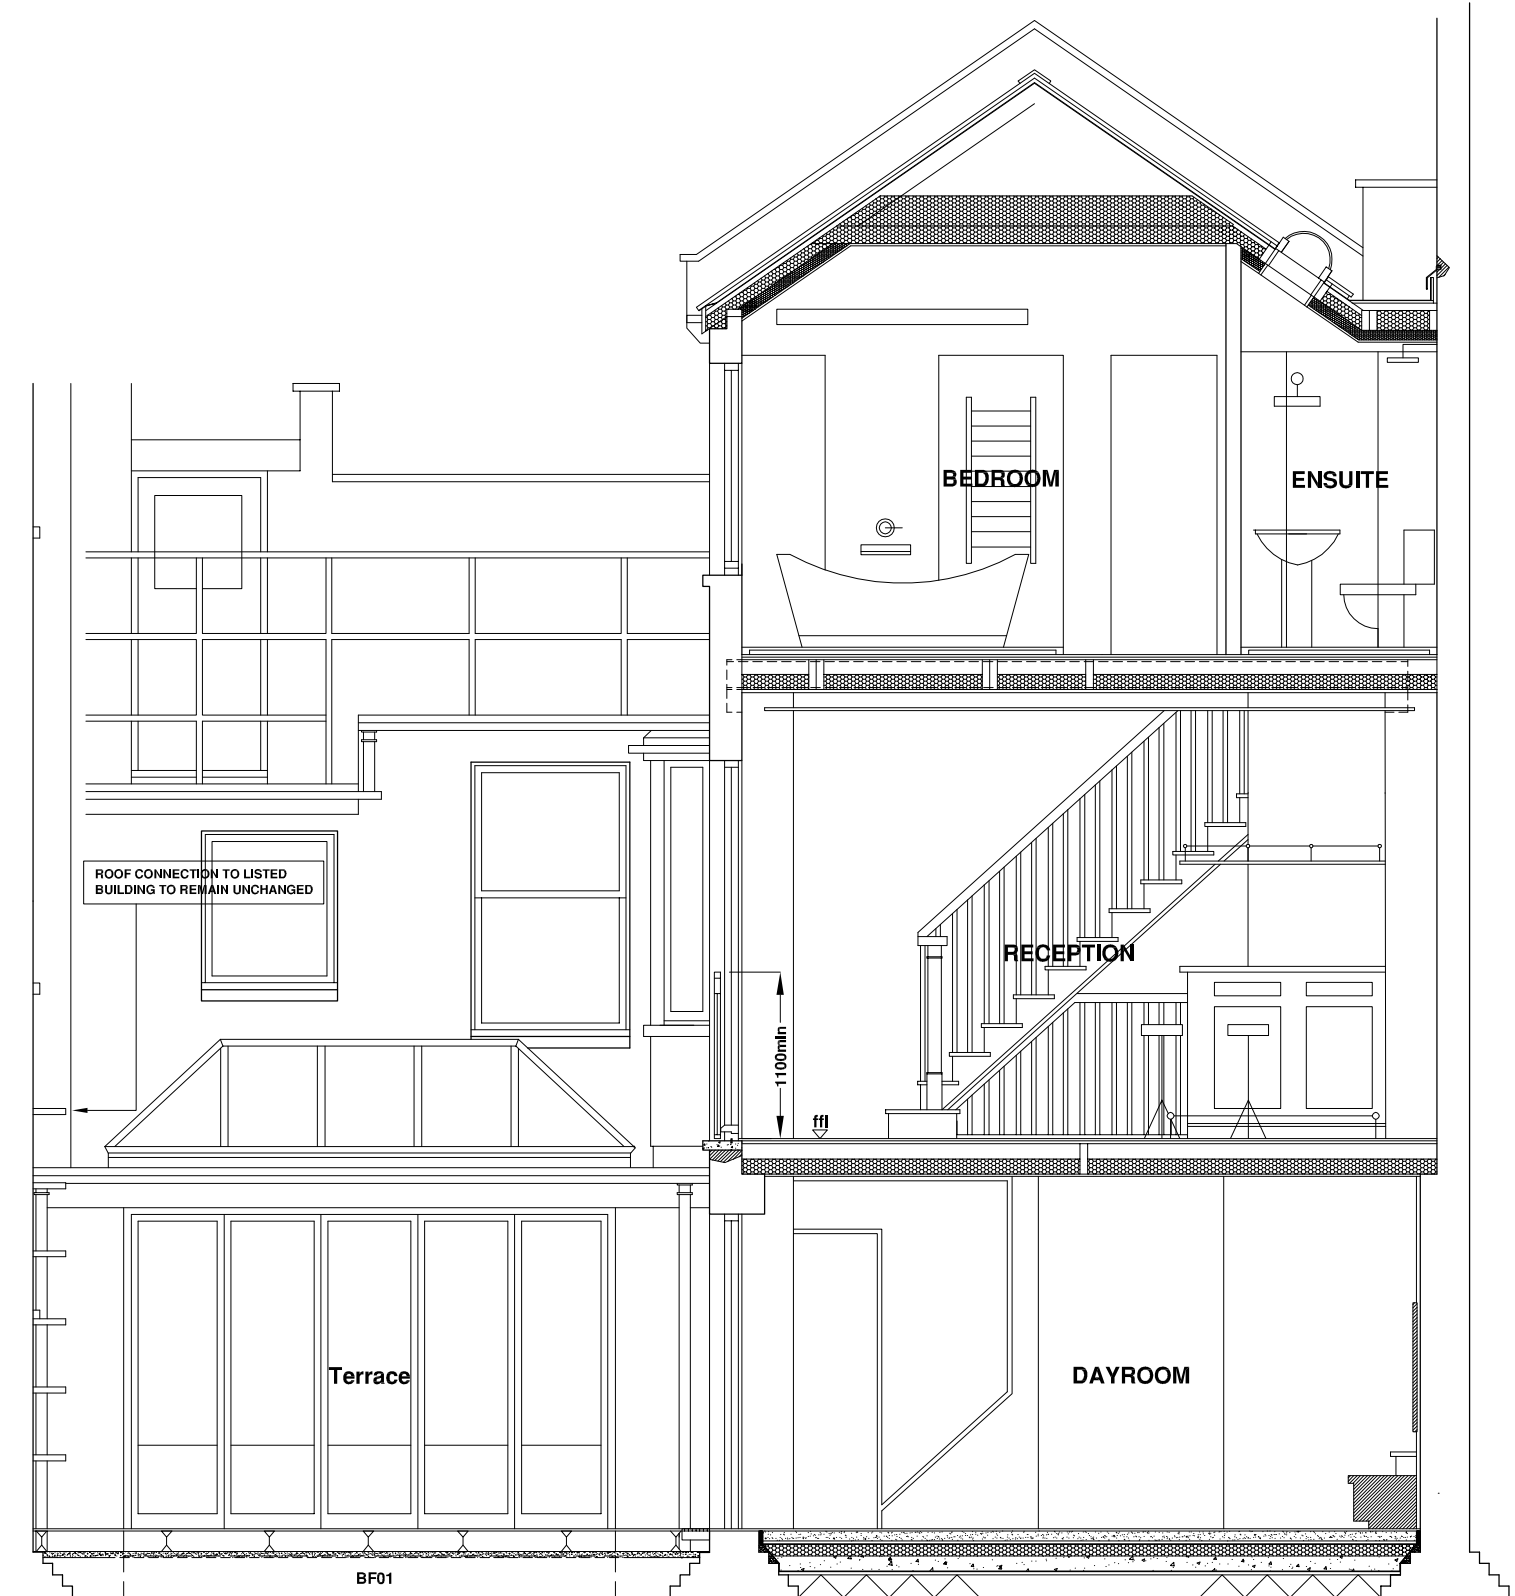 BEDROOM
ENSUITE
ROOF CONNECTION TO LISTED
BUILDING TO REMAIN UNCHANGED
RECEPTION
1100min
ffl
Terrace
DAYROOM
BF01